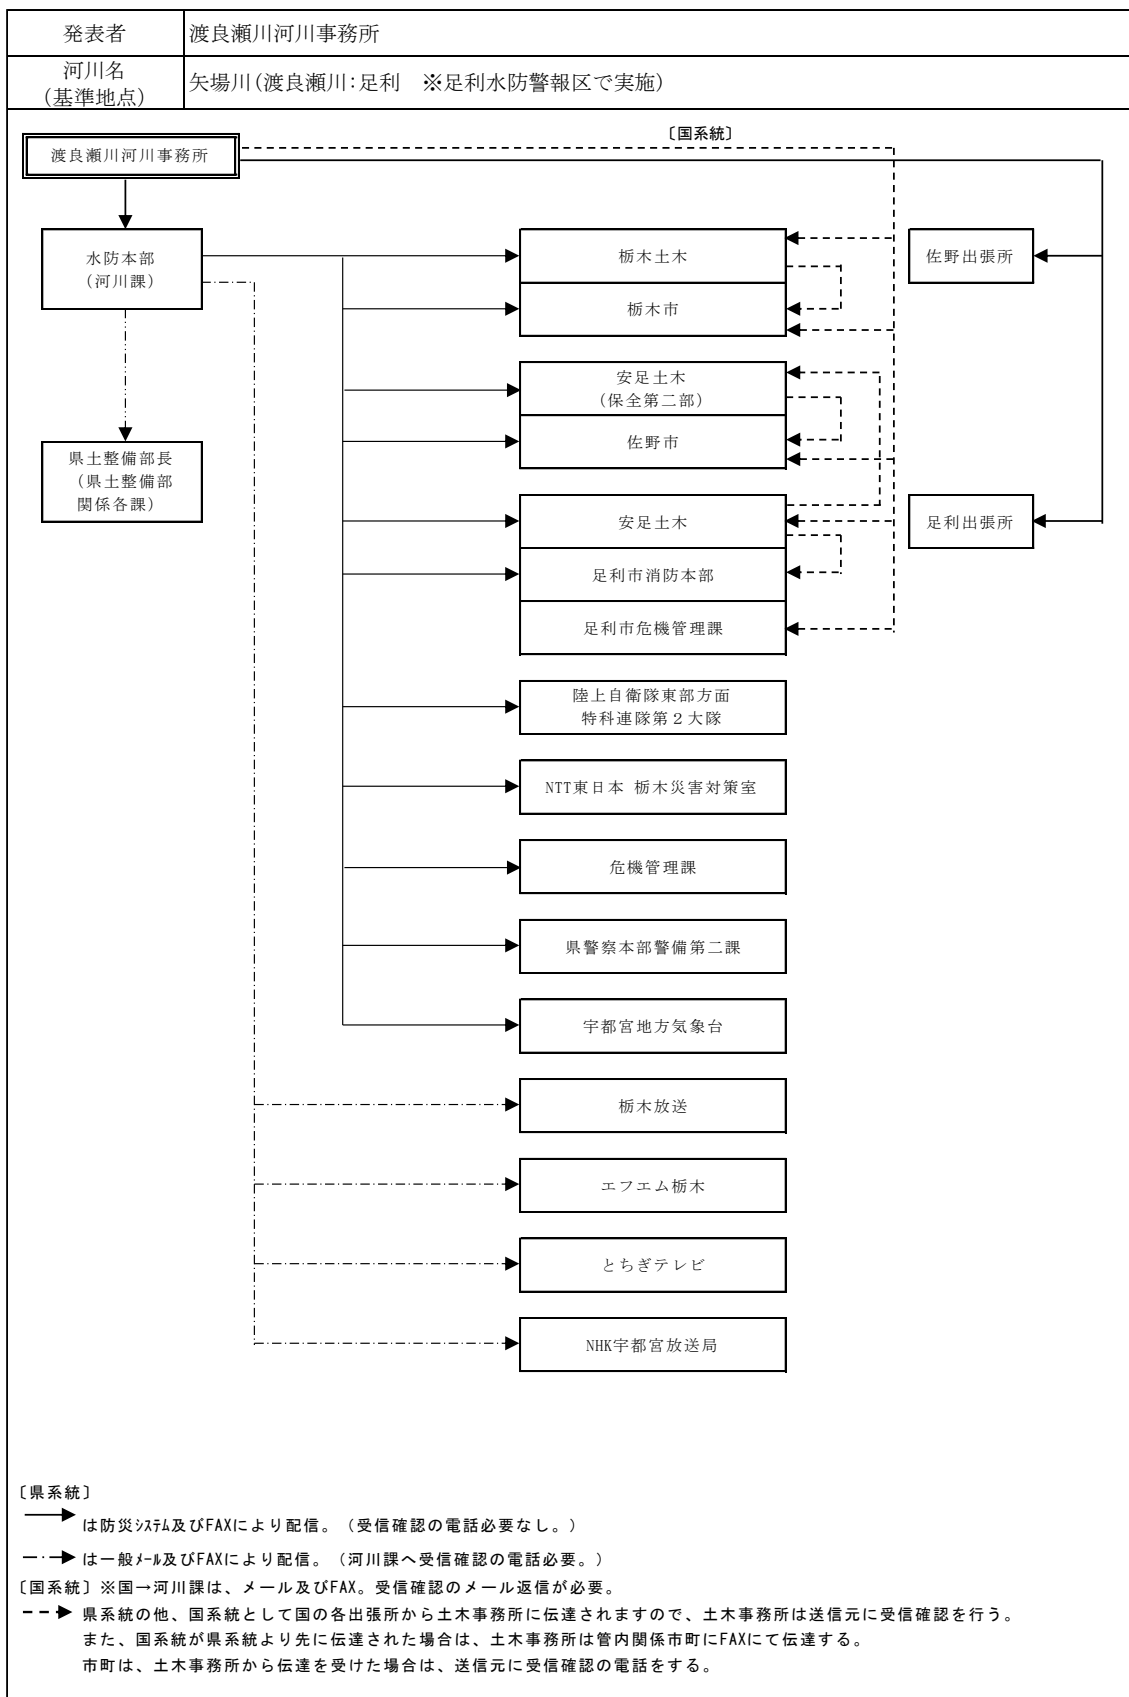 発表者
渡良瀬川河川事務所
河川名
(基準地点)
矢場川(渡良瀬川:足利　※足利水防警報区で実施)
〔国系統〕
渡良瀬川河川事務所
水防本部
(河川課)
県土整備部長
(県土整備部
関係各課)
栃木土木
栃木市
安足土木
(保全第二部)
佐野市
安足土木
足利市消防本部
足利市危機管理課
佐野出張所
足利出張所
陸上自衛隊東部方面
特科連隊第２大隊
NTT東日本 栃木災害対策室
危機管理課
県警察本部警備第二課
宇都宮地方気象台
栃木放送
エフエム栃木
とちぎテレビ
NHK宇都宮放送局
〔県系統〕
は防災ｼｽﾃﾑ及びFAXにより配信。（受信確認の電話必要なし。）
は一般ﾒｰﾙ及びFAXにより配信。（河川課へ受信確認の電話必要。）
〔国系統〕※国→河川課は、メール及びFAX。受信確認のメール返信が必要。
県系統の他、国系統として国の各出張所から土木事務所に伝達されますので、土木事務所は送信元に受信確認を行う。
また、国系統が県系統より先に伝達された場合は、土木事務所は管内関係市町にFAXにて伝達する。
市町は、土木事務所から伝達を受けた場合は、送信元に受信確認の電話をする。